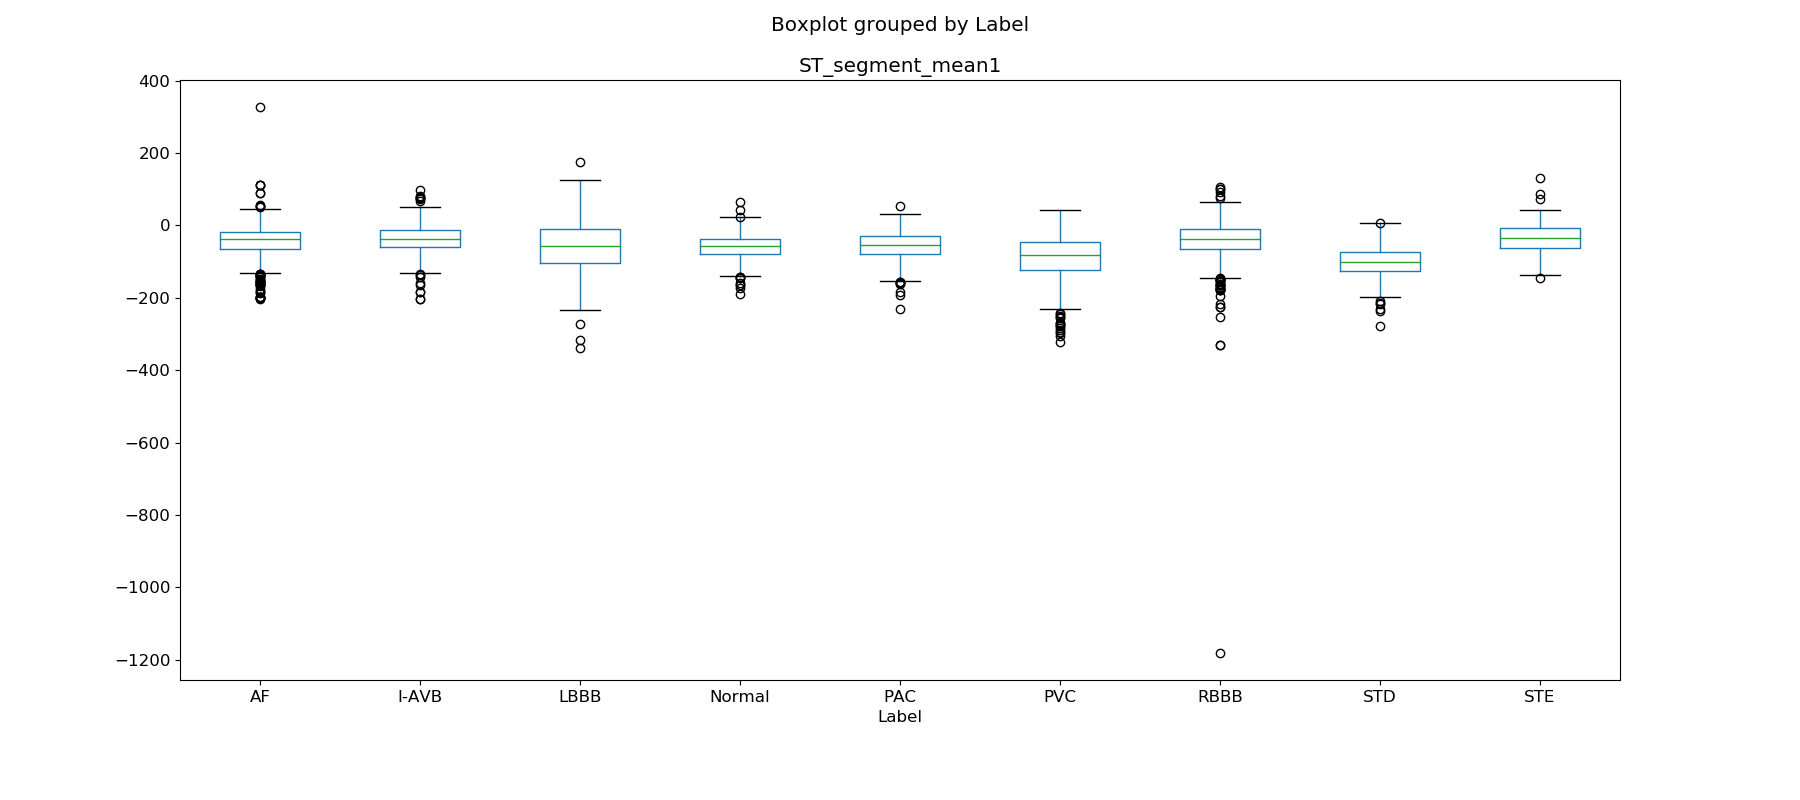 Boxplot grouped by Label
ST_segment_mean1
400
200
0
−200
−400
−600
−800
−1000
−1200
AF I-AVB LBBB Normal PAC PVC RBBB STD STE
Label